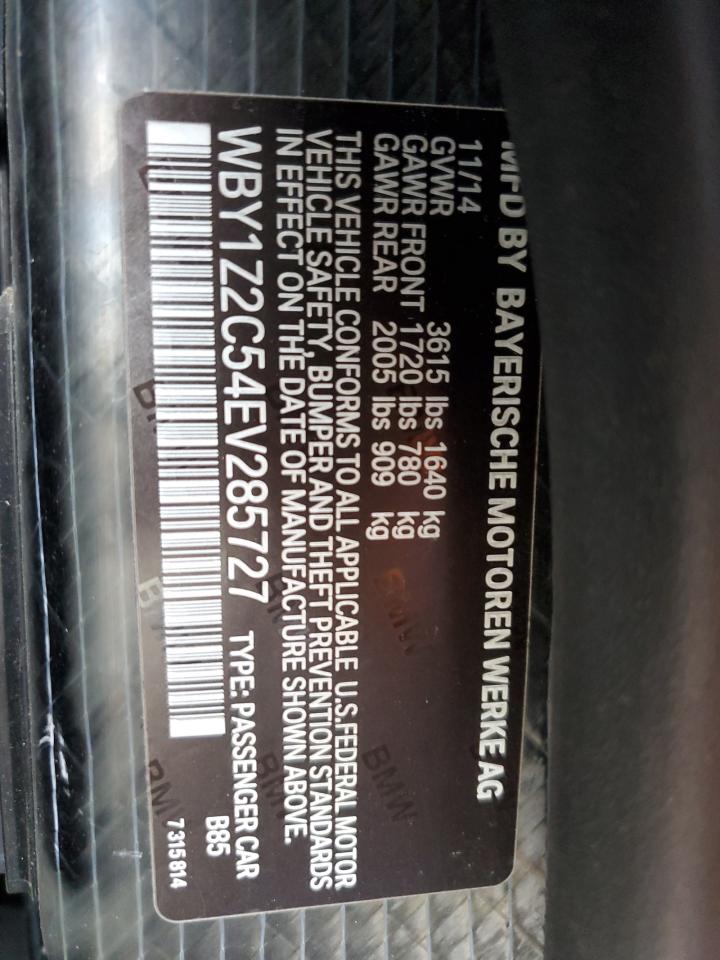 MFD BY BAYERISCHE MOTOREN WERKE AG
11/14
GVWR 3615 lbs 1640 kg
GAWR FRONT 1720 lbs 780 kg
GAWR REAR 2005 lbs 909 kg
THIS VEHICLE CONFORMS TO ALL APPLICABLE U.S.FEDERAL MOTOR
VEHICLE SAFETY, BUMPER AND THEFT PREVENTION STANDARDS
IN EFFECT ON THE DATE OF MANUFACTURE SHOWN ABOVE.
WBY1Z2C54EV285727 TYPE: PASSENGER CAR
B85
7315814
BMW
BMW